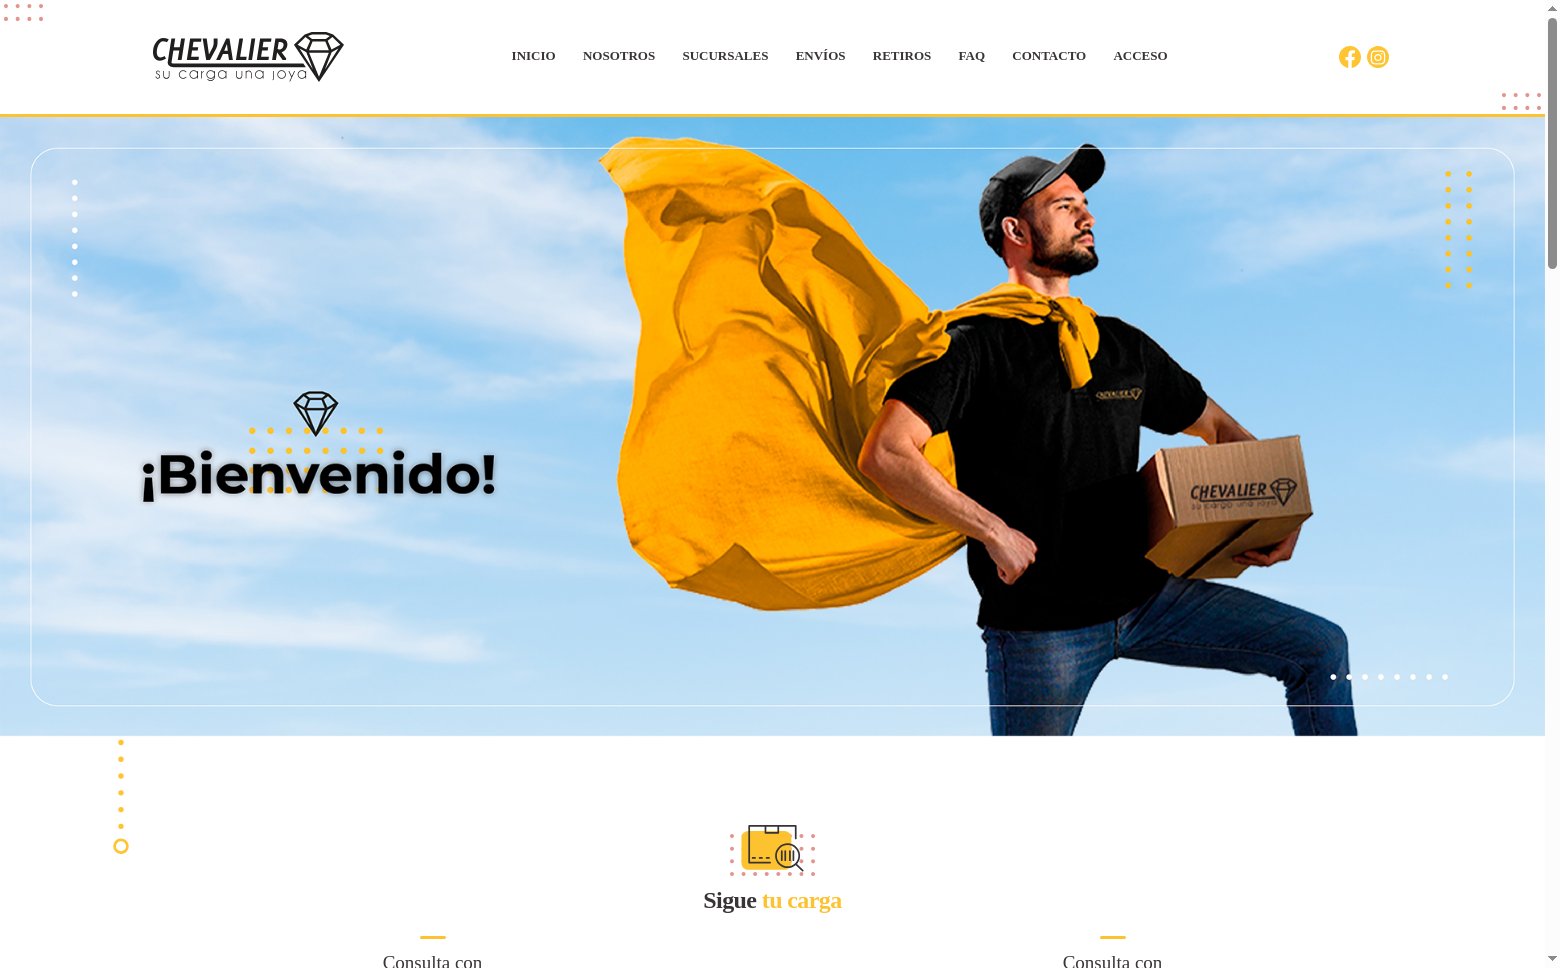 CHEVALIER
su carga una joya
INICIO NOSOTROS SUCURSALES ENVÍOS RETIROS FAQ CONTACTO ACCESO
¡Bienvenido!
CHEVALIER
CHEVALIER
su carga una joya
Sigue tu carga
Consulta con
Consulta con